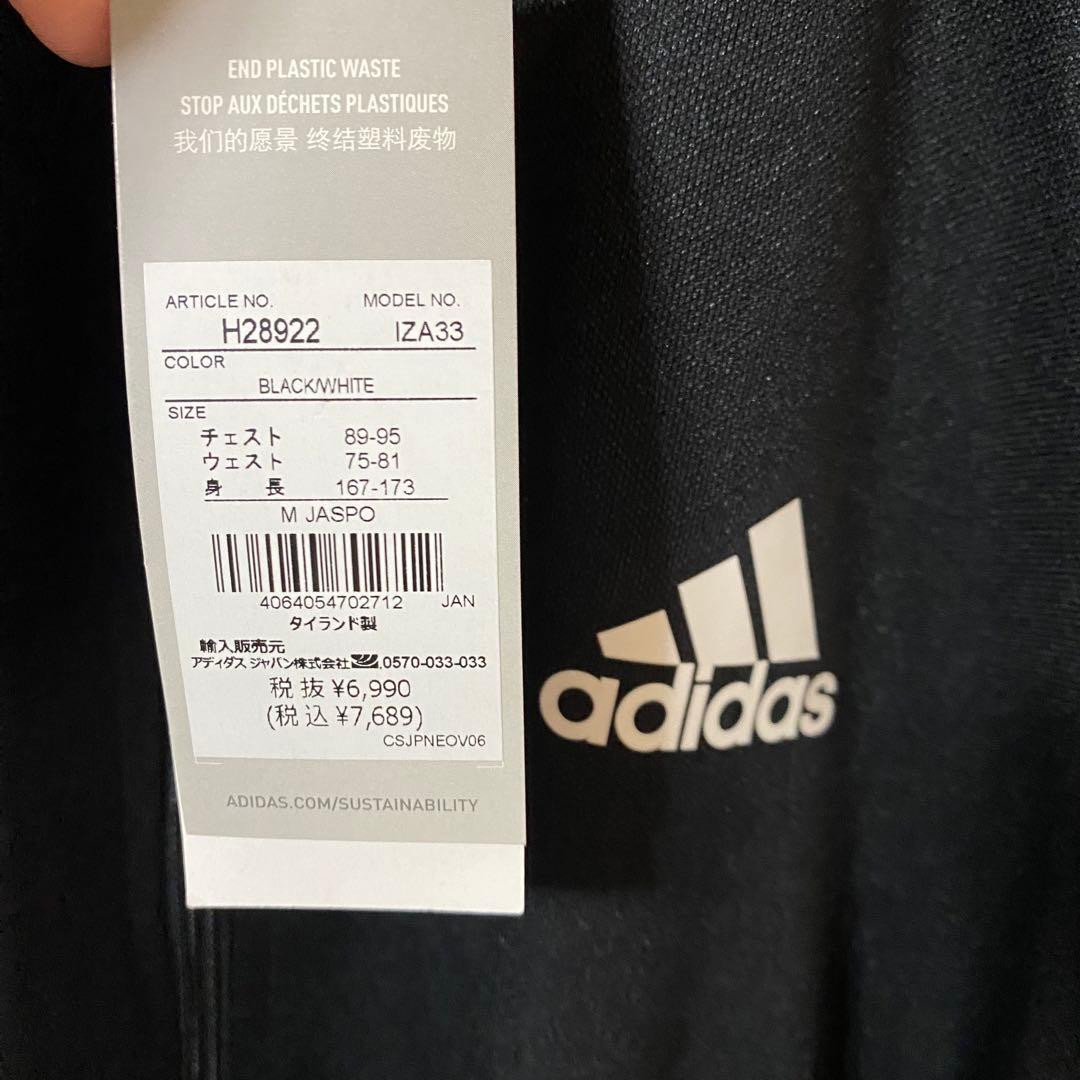 END PLASTIC WASTE
STOP AUX DÉCHETS PLASTIQUES
我们的愿景 终结塑料废物
ARTICLE NO. MODEL NO.
H28922 IZA33
COLOR
BLACK/WHITE
SIZE
チェスト 89-95
ウェスト 75-81
身 長 167-173
M JASPO
4064054702712 JAN
タイランド製
輸入販売元
アディダス ジャパン株式会社 0570-033-033
税抜 ¥6,990
(税込 ¥7,689)
CSJPNEOV06
ADIDAS.COM/SUSTAINABILITY
adidas